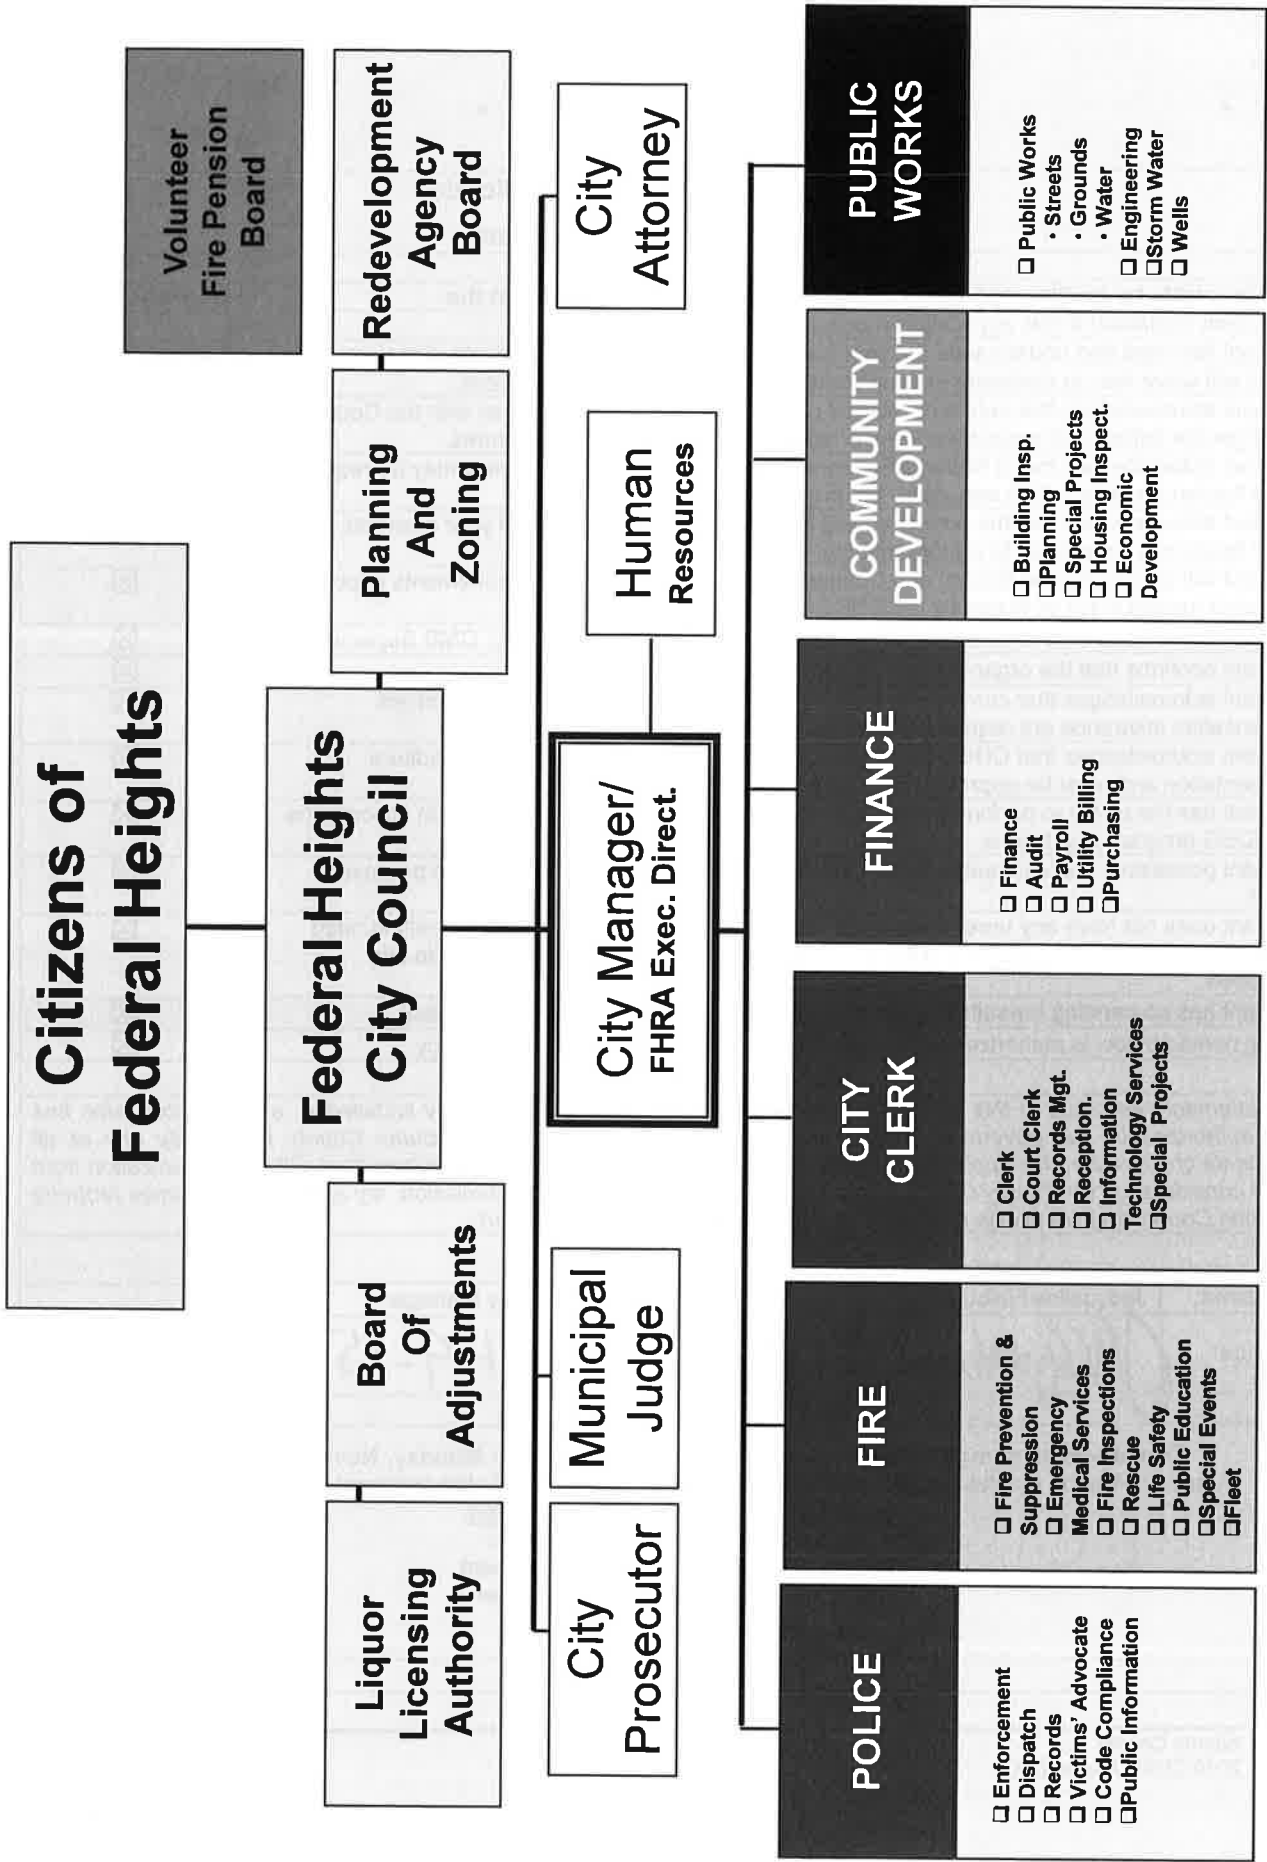 Citizens of
Federal Heights
Volunteer
Fire Pension
Board
Federal Heights
City Council
Liquor
Licensing
Authority
Board
Of
Adjustments
Planning
And
Zoning
Redevelopment
Agency
Board
City
Prosecutor
Municipal
Judge
City Manager/
FHRA Exec. Direct.
Human
Resources
City
Attorney
POLICE
❑ Enforcement
❑ Dispatch
❑ Records
❑ Victims' Advocate
❑ Code Compliance
❑Public Information
FIRE
❑ Fire Prevention &
Suppression
❑ Emergency
Medical Services
❑ Fire Inspections
❑ Rescue
❑ Life Safety
❑ Public Education
❑Special Events
❑Fleet
CITY
CLERK
❑ Clerk
❑ Court Clerk
❑ Records Mgt.
❑ Reception.
❑ Information
Technology Services
❑Special Projects
FINANCE
❑ Finance
❑ Audit
❑ Payroll
❑ Utility Billing
❑Purchasing
COMMUNITY
DEVELOPMENT
❑ Building Insp.
❑Planning
❑ Special Projects
❑ Housing Inspect.
❑ Economic
Development
PUBLIC
WORKS
❑ Public Works
• Streets
• Grounds
• Water
❑ Engineering
❑Storm Water
❑ Wells